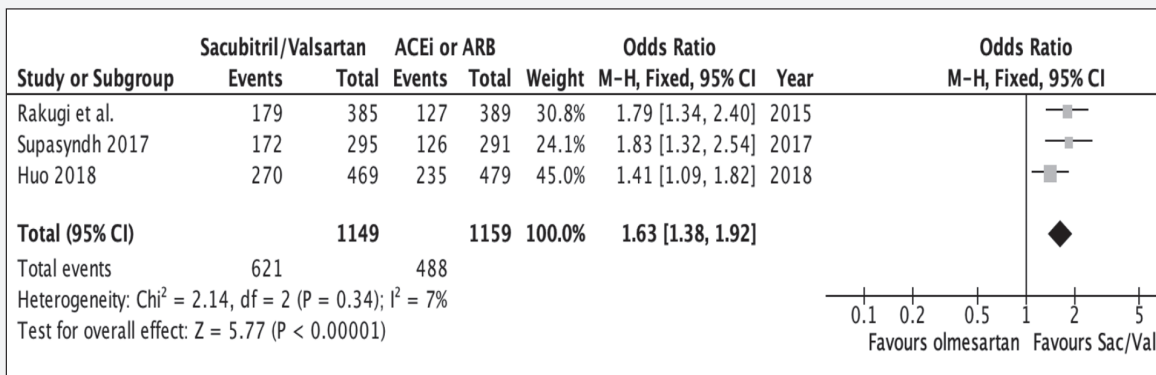 Sacubitril/Valsartan ACEi or ARB Odds Ratio Odds Ratio
Study or Subgroup Events Total Events Total Weight M-H, Fixed, 95% CI Year M-H, Fixed, 95% CI
Rakugi et al. 179 385 127 389 30.8% 1.79 [1.34, 2.40] 2015
Supasyndh 2017 172 295 126 291 24.1% 1.83 [1.32, 2.54] 2017
Huo 2018 270 469 235 479 45.0% 1.41 [1.09, 1.82] 2018
Total (95% CI) 1149 1159 100.0% 1.63 [1.38, 1.92]
Total events 621 488
Heterogeneity: Chi² = 2.14, df = 2 (P = 0.34); I² = 7%
Test for overall effect: Z = 5.77 (P < 0.00001)
0.1 0.2 0.5 1 2 5
Favours olmesartan Favours Sac/Val